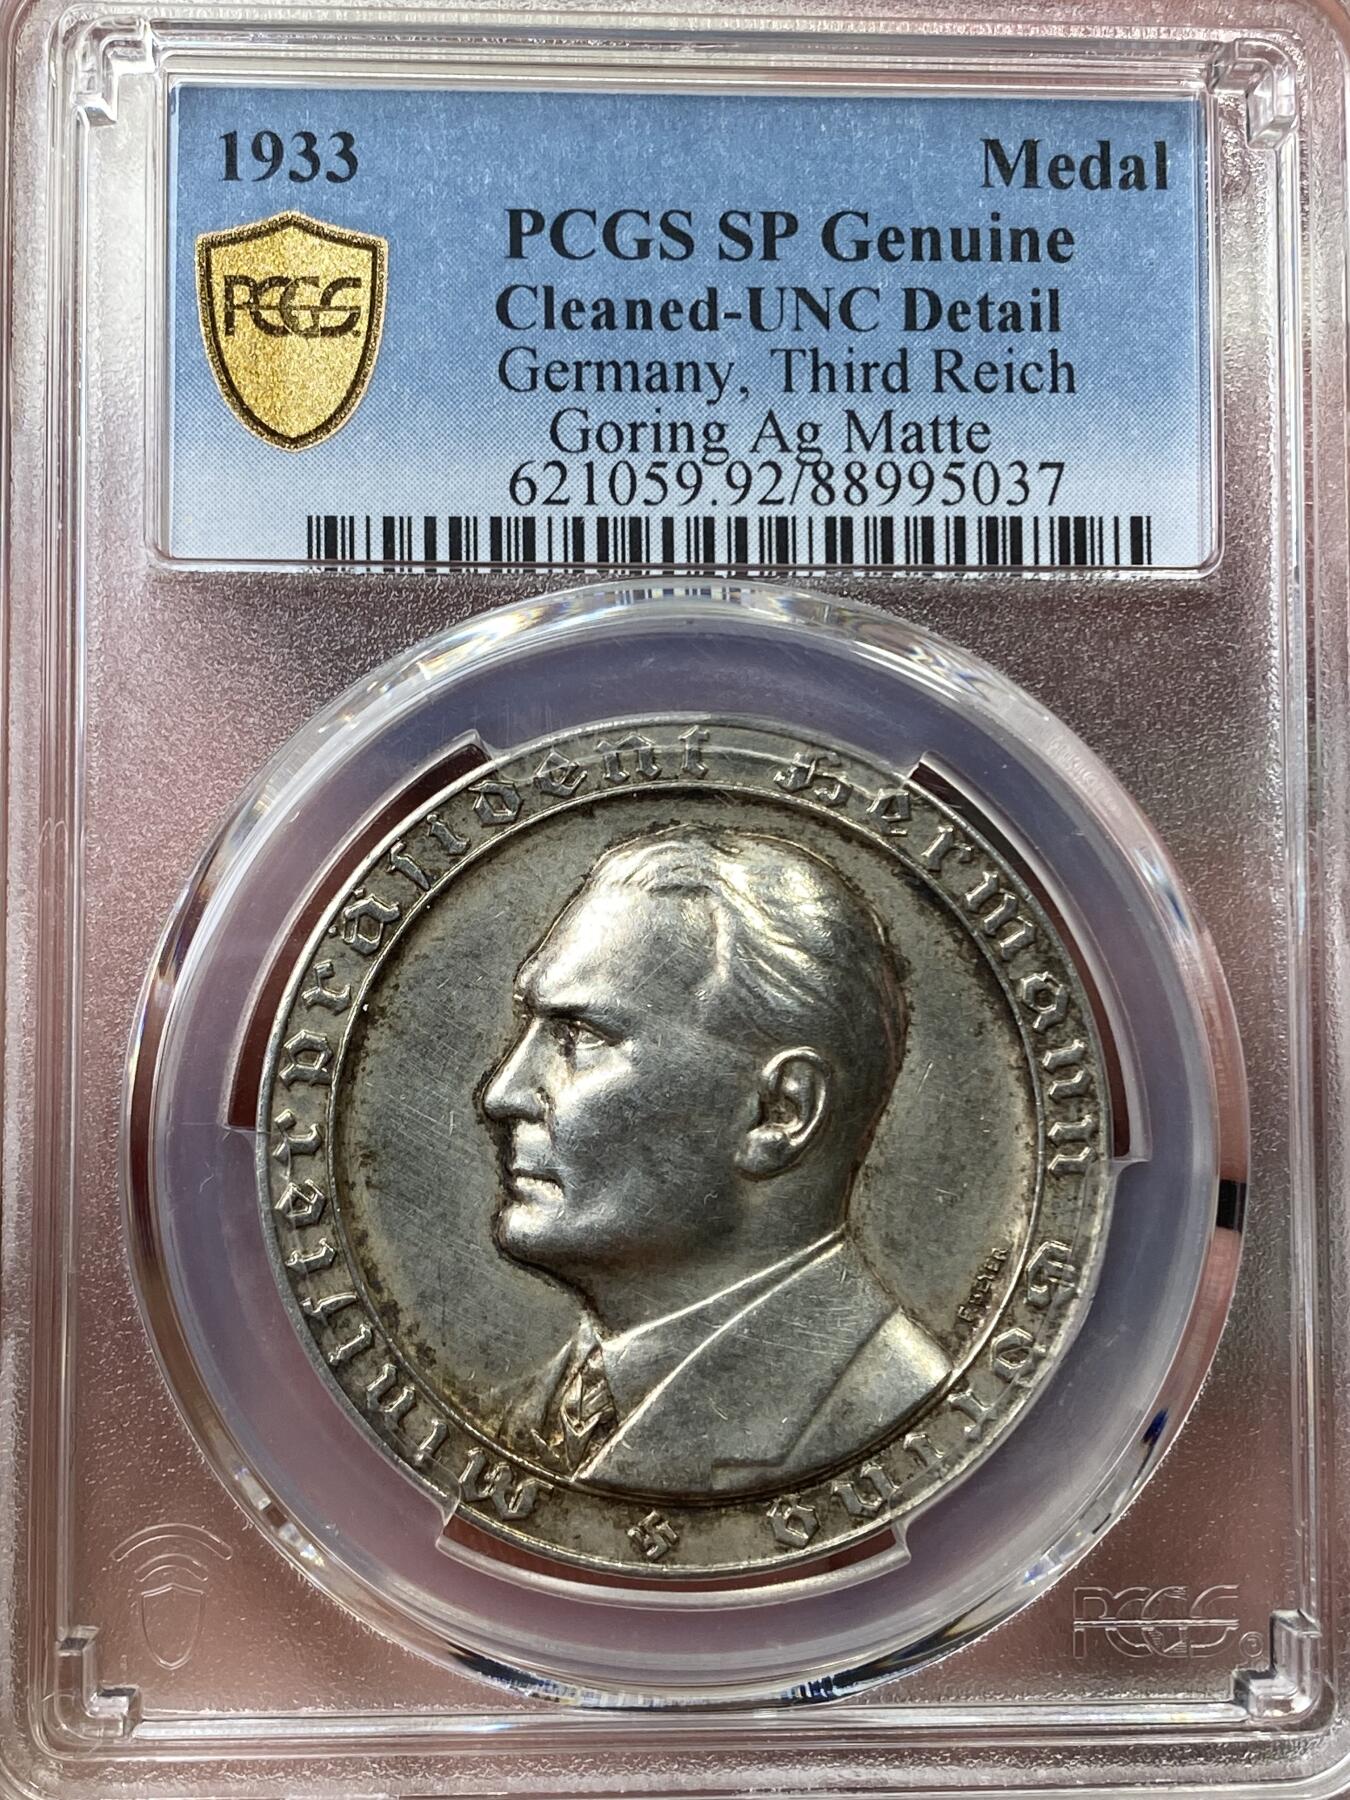 1933
Medal
PCGS
PCGS SP Genuine
Cleaned-UNC Detail
Germany, Third Reich
Goring Ag Matte
621059.92/88995037
Ministerpräsident Hermann Göring
PCGS